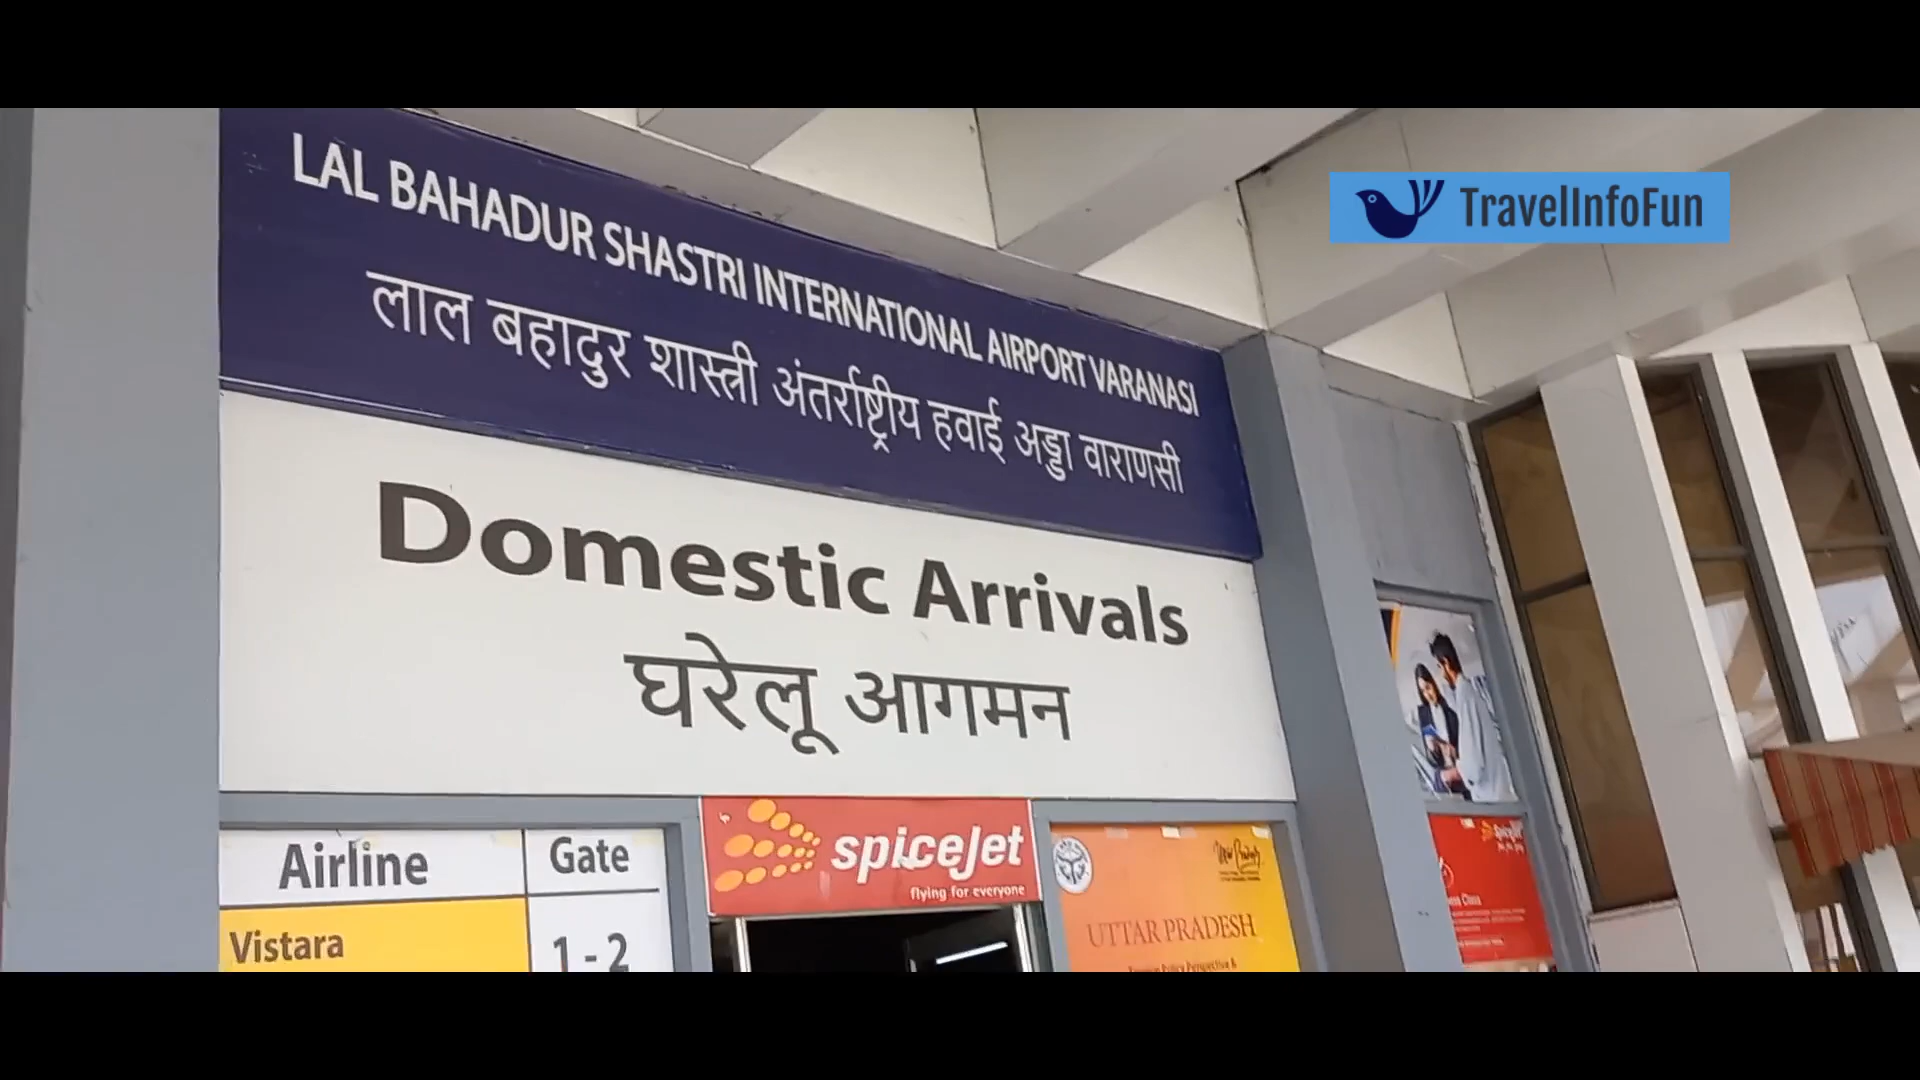 LAL BAHADUR SHASTRI INTERNATIONAL AIRPORT VARANASI
लाल बहादुर शास्त्री अंतर्राष्ट्रीय हवाई अड्डा वाराणसी
TravelInfoFun
Domestic Arrivals
घरेलू आगमन
Airline Gate
Vistara 1 - 2
spicejet
flying for everyone
UTTAR PRADESH
spicejet